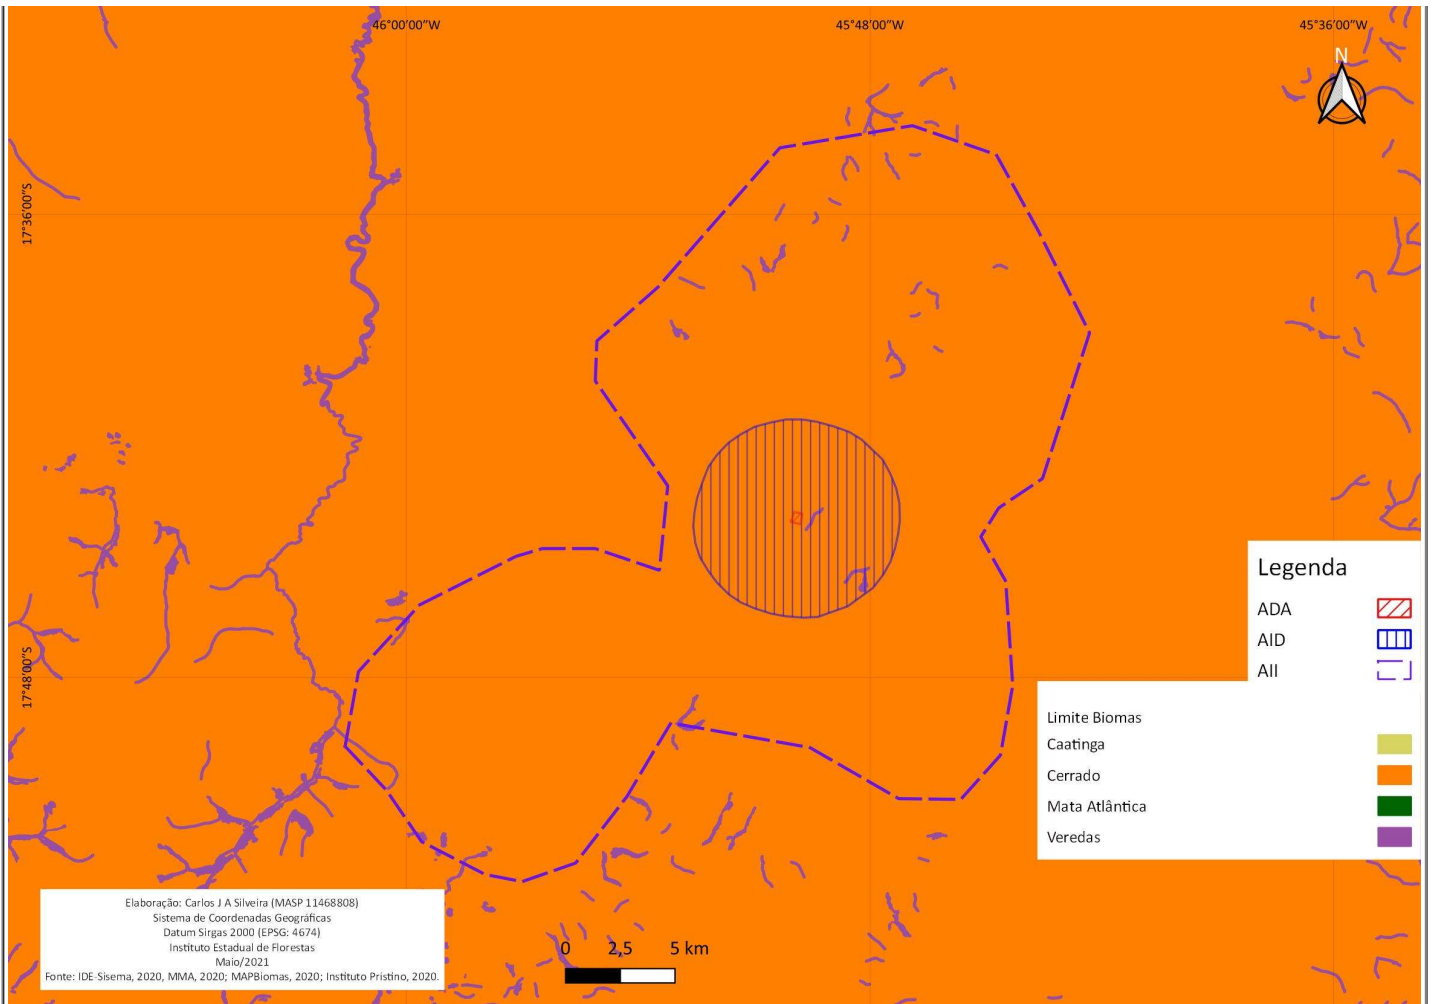 46°00'00"W
45°48'00"W
45°36'00"W
N
17°36'00"S
17°48'00"S
Legenda
ADA
AID
AII
Limite Biomas
Caatinga
Cerrado
Mata Atlântica
Veredas
Elaboração: Carlos J A Silveira (MASP 11468808)
Sistema de Coordenadas Geográficas
Datum Sirgas 2000 (EPSG: 4674)
Instituto Estadual de Florestas
Maio/2021
Fonte: IDE-Sisema, 2020, MMA, 2020; MAPBiomas, 2020; Instituto Pristino, 2020.
0 2,5 5 km